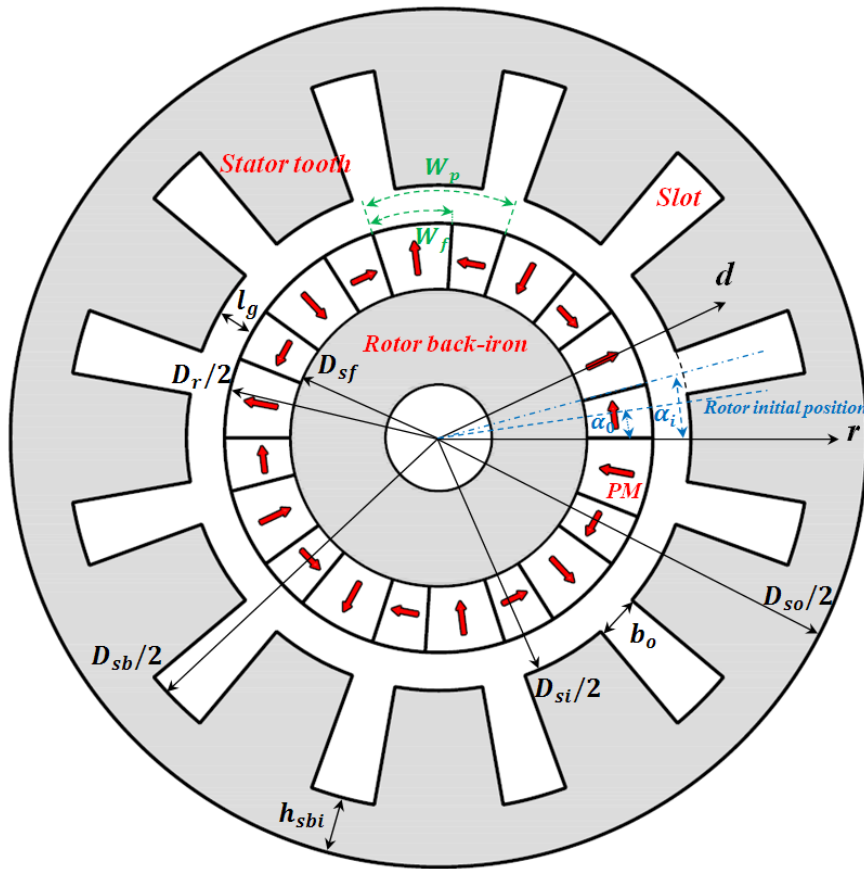 Stator tooth
W_p
Slot
W_f
d
l_g
Rotor back-iron
D_r/2
D_sf
α_0
α_i
Rotor initial position
r
PM
D_so/2
b_o
D_sb/2
D_si/2
h_sbi